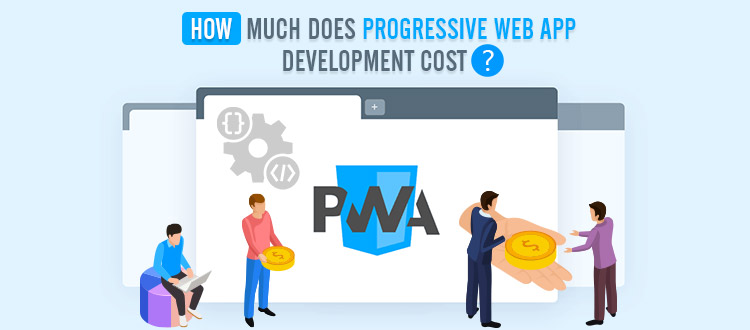 HOW MUCH DOES PROGRESSIVE WEB APP
DEVELOPMENT COST ?
+
{}
</>
PWA
$
$